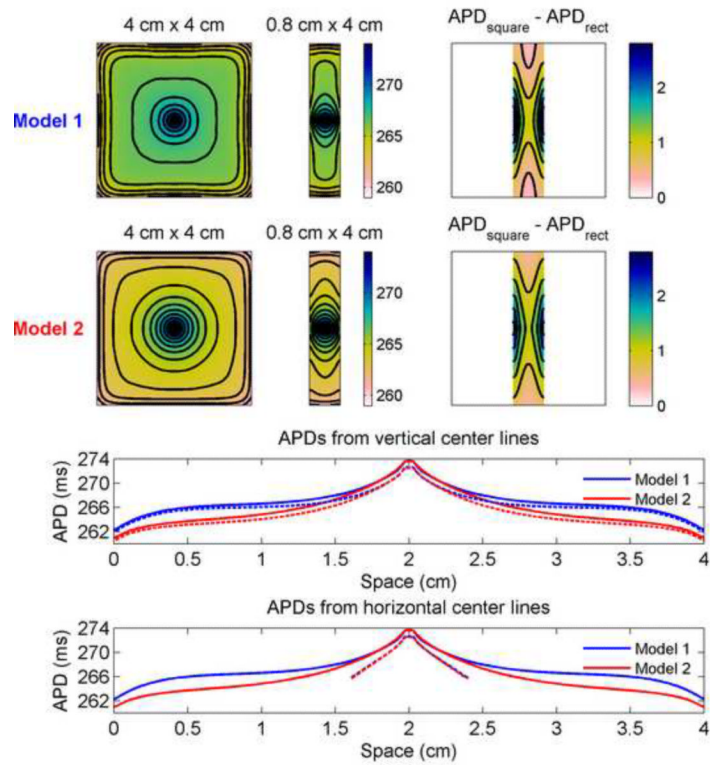 4 cm x 4 cm 0.8 cm x 4 cm APDsquare - APDrect
Model 1
270
265
260
2
1
0
4 cm x 4 cm 0.8 cm x 4 cm APDsquare - APDrect
Model 2
270
265
260
2
1
0
APDs from vertical center lines
APD (ms)
274
270
266
262
Model 1
Model 2
0 0.5 1 1.5 2 2.5 3 3.5 4
Space (cm)
APDs from horizontal center lines
APD (ms)
274
270
266
262
Model 1
Model 2
0 0.5 1 1.5 2 2.5 3 3.5 4
Space (cm)